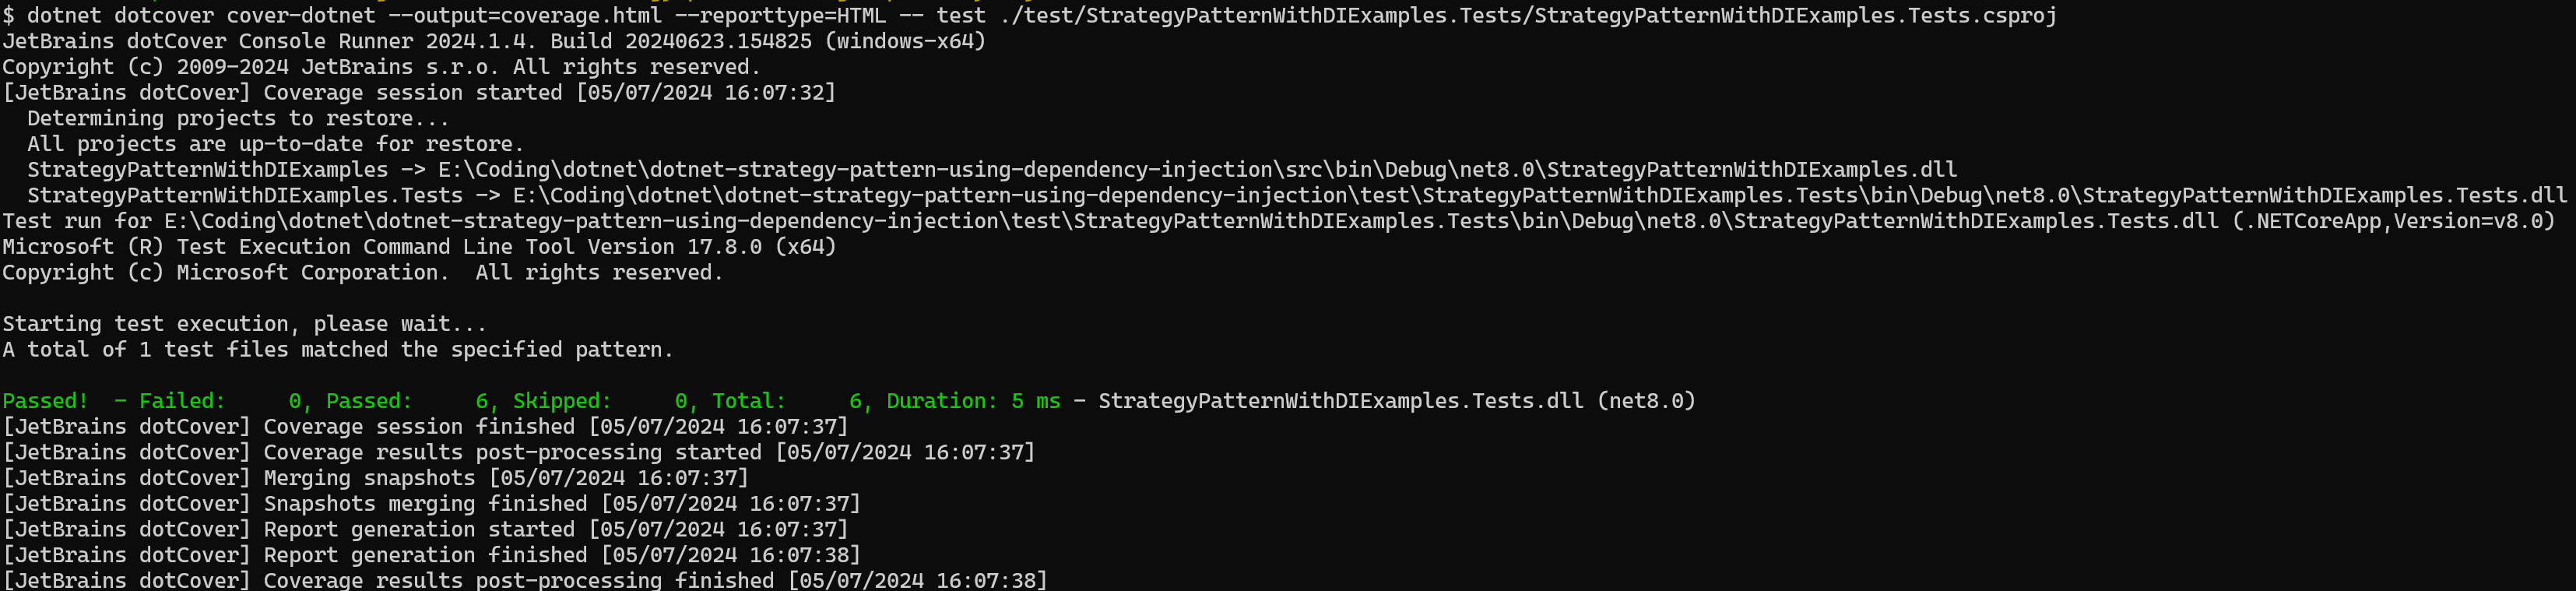 $ dotnet dotcover cover-dotnet --output=coverage.html --reporttype=HTML -- test ./test/StrategyPatternWithDIExamples.Tests/StrategyPatternWithDIExamples.Tests.csproj
JetBrains dotCover Console Runner 2024.1.4. Build 20240623.154825 (windows-x64)
Copyright (c) 2009-2024 JetBrains s.r.o. All rights reserved.
[JetBrains dotCover] Coverage session started [05/07/2024 16:07:32]
  Determining projects to restore...
  All projects are up-to-date for restore.
  StrategyPatternWithDIExamples -> E:\Coding\dotnet\dotnet-strategy-pattern-using-dependency-injection\src\bin\Debug\net8.0\StrategyPatternWithDIExamples.dll
  StrategyPatternWithDIExamples.Tests -> E:\Coding\dotnet\dotnet-strategy-pattern-using-dependency-injection\test\StrategyPatternWithDIExamples.Tests\bin\Debug\net8.0\StrategyPatternWithDIExamples.Tests.dll
Test run for E:\Coding\dotnet\dotnet-strategy-pattern-using-dependency-injection\test\StrategyPatternWithDIExamples.Tests\bin\Debug\net8.0\StrategyPatternWithDIExamples.Tests.dll (.NETCoreApp,Version=v8.0)
Microsoft (R) Test Execution Command Line Tool Version 17.8.0 (x64)
Copyright (c) Microsoft Corporation.  All rights reserved.

Starting test execution, please wait...
A total of 1 test files matched the specified pattern.

Passed!  - Failed:     0, Passed:     6, Skipped:     0, Total:     6, Duration: 5 ms - StrategyPatternWithDIExamples.Tests.dll (net8.0)
[JetBrains dotCover] Coverage session finished [05/07/2024 16:07:37]
[JetBrains dotCover] Coverage results post-processing started [05/07/2024 16:07:37]
[JetBrains dotCover] Merging snapshots [05/07/2024 16:07:37]
[JetBrains dotCover] Snapshots merging finished [05/07/2024 16:07:37]
[JetBrains dotCover] Report generation started [05/07/2024 16:07:37]
[JetBrains dotCover] Report generation finished [05/07/2024 16:07:38]
[JetBrains dotCover] Coverage results post-processing finished [05/07/2024 16:07:38]